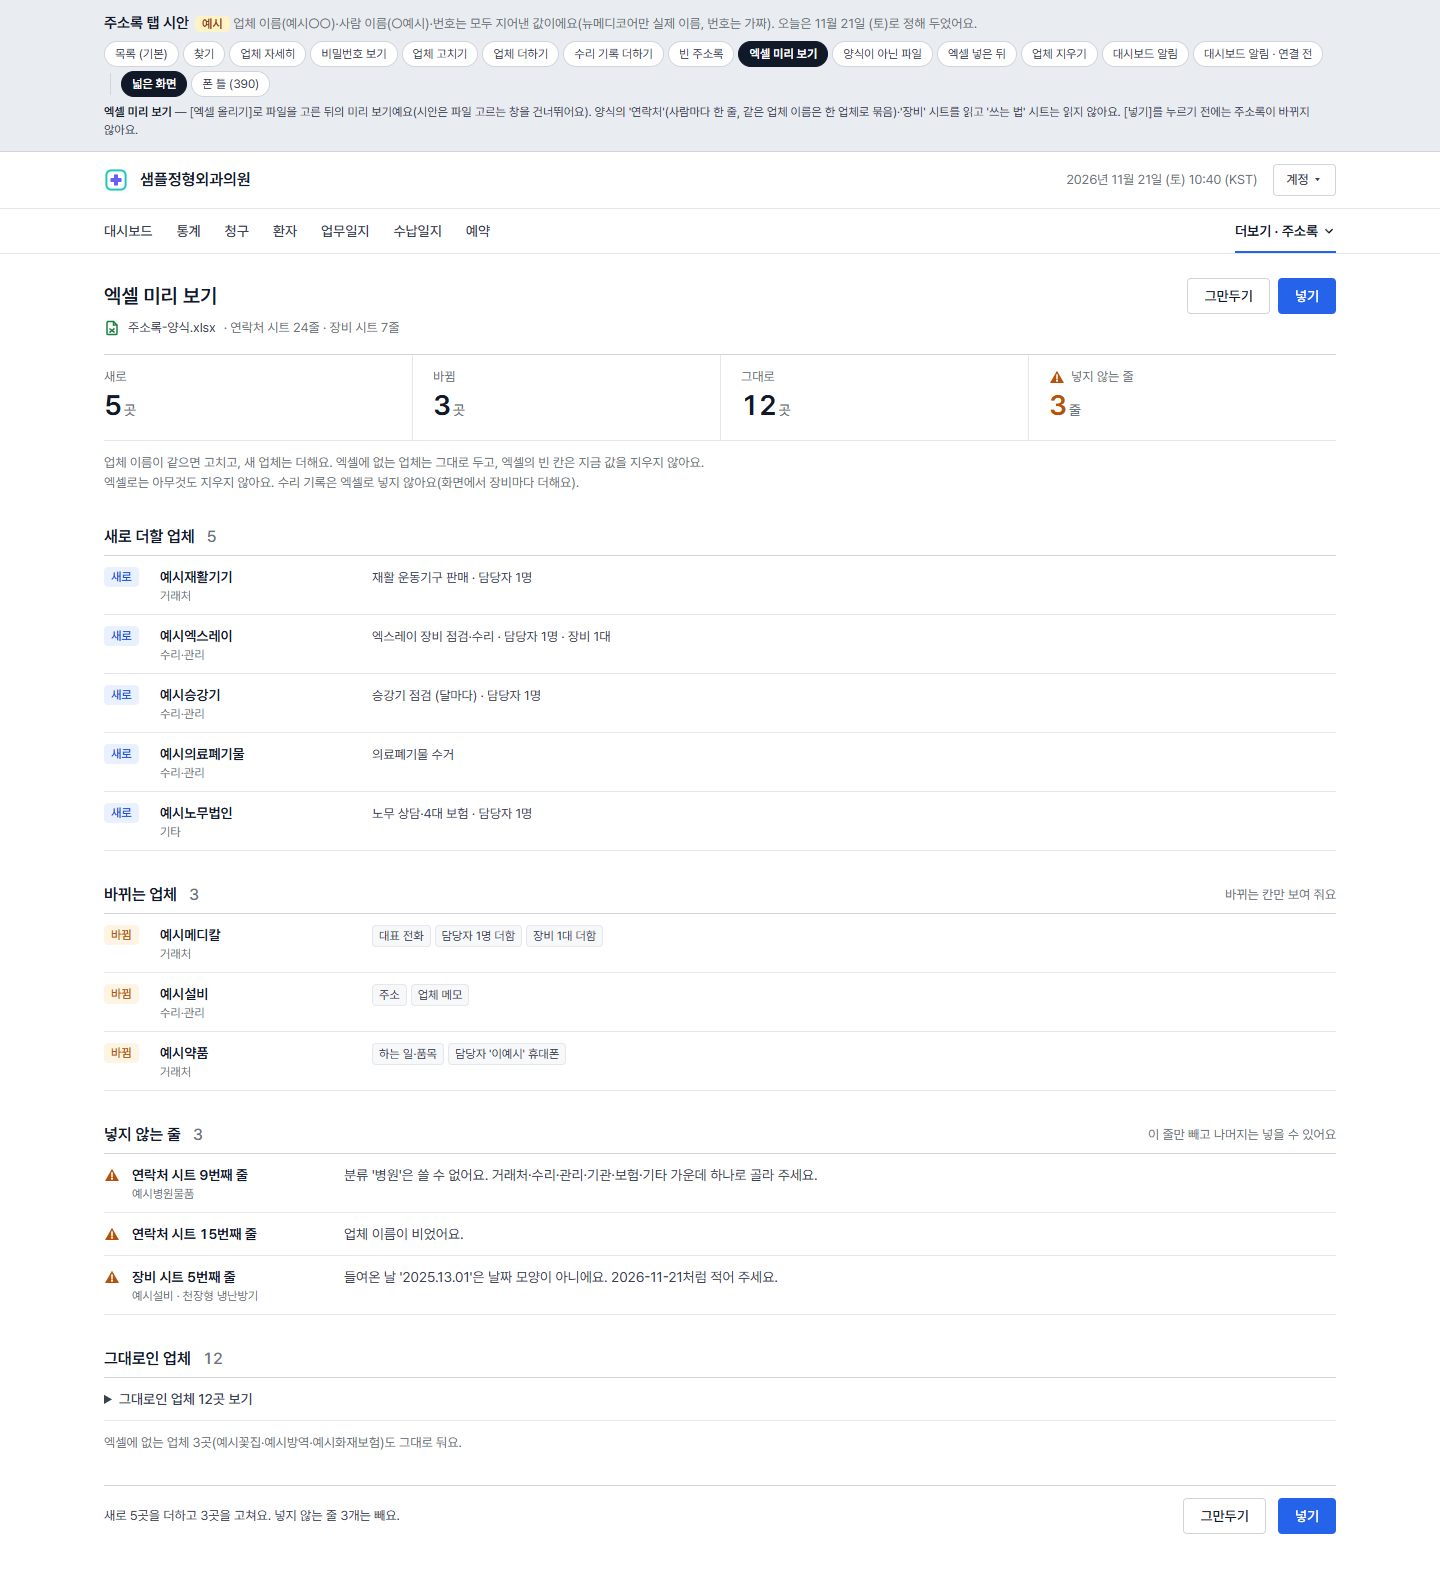 주소록 탭 시안 예시 업체 이름(예시○○)·사람 이름(○예시)·번호는 모두 지어낸 값이에요(뉴메디코어만 실제 이름, 번호는 가짜). 오늘은 11월 21일 (토)로 정해 두었어요.
목록 (기본) 찾기 업체 자세히 비밀번호 보기 업체 고치기 업체 더하기 수리 기록 더하기 빈 주소록 엑셀 미리 보기 양식이 아닌 파일 엑셀 넣은 뒤 업체 지우기 대시보드 알림 대시보드 알림 · 연결 전
넓은 화면 폰 틀 (390)
엑셀 미리 보기 — [엑셀 올리기]로 파일을 고른 뒤의 미리 보기예요(시안은 파일 고르는 창을 건너뛰어요). 양식의 '연락처'(사람마다 한 줄, 같은 업체 이름은 한 업체로 묶음)·'장비' 시트를 읽고 '쓰는 법' 시트는 읽지 않아요. [넣기]를 누르기 전에는 주소록이 바뀌지
않아요.
샘플정형외과의원 2026년 11월 21일 (토) 10:40 (KST) 계정
대시보드 통계 청구 환자 업무일지 수납일지 예약 더보기 · 주소록
엑셀 미리 보기 그만두기 넣기
주소록-양식.xlsx · 연락처 시트 24줄 · 장비 시트 7줄
새로 바뀜 그대로 넣지 않는 줄
5곳 3곳 12곳 3줄
업체 이름이 같으면 고치고, 새 업체는 더해요. 엑셀에 없는 업체는 그대로 두고, 엑셀의 빈 칸은 지금 값을 지우지 않아요.
엑셀로는 아무것도 지우지 않아요. 수리 기록은 엑셀로 넣지 않아요(화면에서 장비마다 더해요).
새로 더할 업체 5
새로 예시재활기기 재활 운동기구 판매 · 담당자 1명
거래처
새로 예시엑스레이 엑스레이 장비 점검·수리 · 담당자 1명 · 장비 1대
수리·관리
새로 예시승강기 승강기 점검 (달마다) · 담당자 1명
수리·관리
새로 예시의료폐기물 의료폐기물 수거
수리·관리
새로 예시노무법인 노무 상담·4대 보험 · 담당자 1명
기타
바뀌는 업체 3 바뀌는 칸만 보여 줘요
바뀜 예시메디칼 대표 전화 담당자 1명 더함 장비 1대 더함
거래처
바뀜 예시설비 주소 업체 메모
수리·관리
바뀜 예시약품 하는 일·품목 담당자 '이예시' 휴대폰
거래처
넣지 않는 줄 3 이 줄만 빼고 나머지는 넣을 수 있어요
연락처 시트 9번째 줄 분류 '병원'은 쓸 수 없어요. 거래처·수리·관리·기관·보험·기타 가운데 하나로 골라 주세요.
예시병원물품
연락처 시트 15번째 줄 업체 이름이 비었어요.
장비 시트 5번째 줄 들여온 날 '2025.13.01'은 날짜 모양이 아니에요. 2026-11-21처럼 적어 주세요.
예시설비 · 천장형 냉난방기
그대로인 업체 12
그대로인 업체 12곳 보기
엑셀에 없는 업체 3곳(예시꽃집·예시방역·예시화재보험)도 그대로 둬요.
새로 5곳을 더하고 3곳을 고쳐요. 넣지 않는 줄 3개는 빼요. 그만두기 넣기